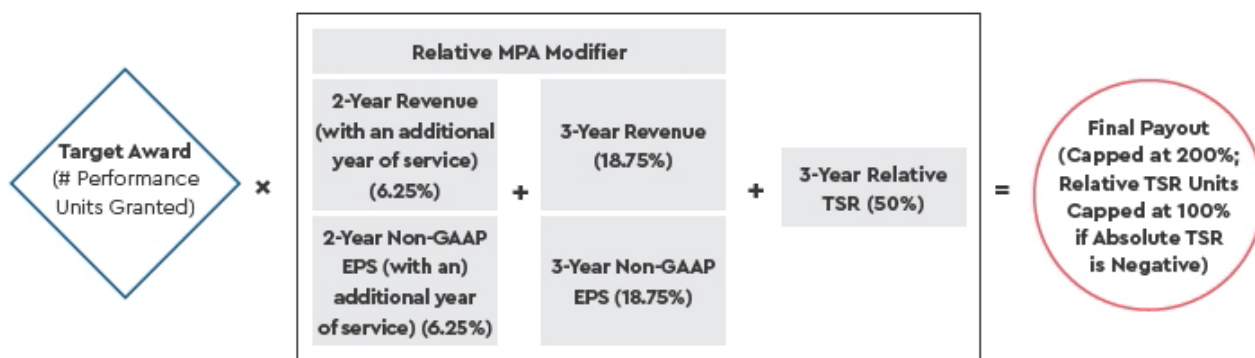 Relative MPA Modifier
Target Award
(# Performance
Units Granted)
×
2-Year Revenue
(with an additional
year of service)
(6.25%)
2-Year Non-GAAP
EPS (with an)
additional year
of service) (6.25%)
+
3-Year Revenue
(18.75%)
3-Year Non-GAAP
EPS (18.75%)
+
3-Year Relative
TSR (50%)
=
Final Payout
(Capped at 200%;
Relative TSR Units
Capped at 100%
if Absolute TSR
is Negative)